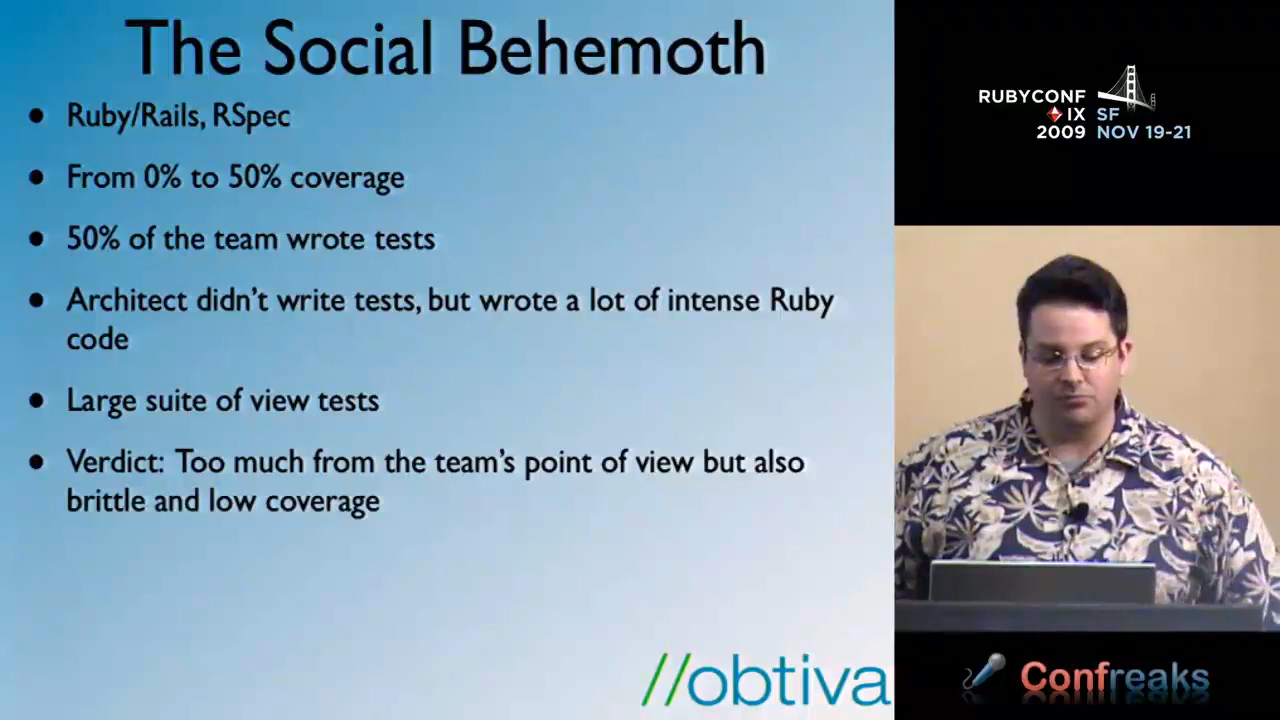 The Social Behemoth
• Ruby/Rails, RSpec
• From 0% to 50% coverage
• 50% of the team wrote tests
• Architect didn't write tests, but wrote a lot of intense Ruby
code
• Large suite of view tests
• Verdict: Too much from the team's point of view but also
brittle and low coverage
//obtiva
RUBYCONF
IX SF
2009 NOV 19-21
Confreaks